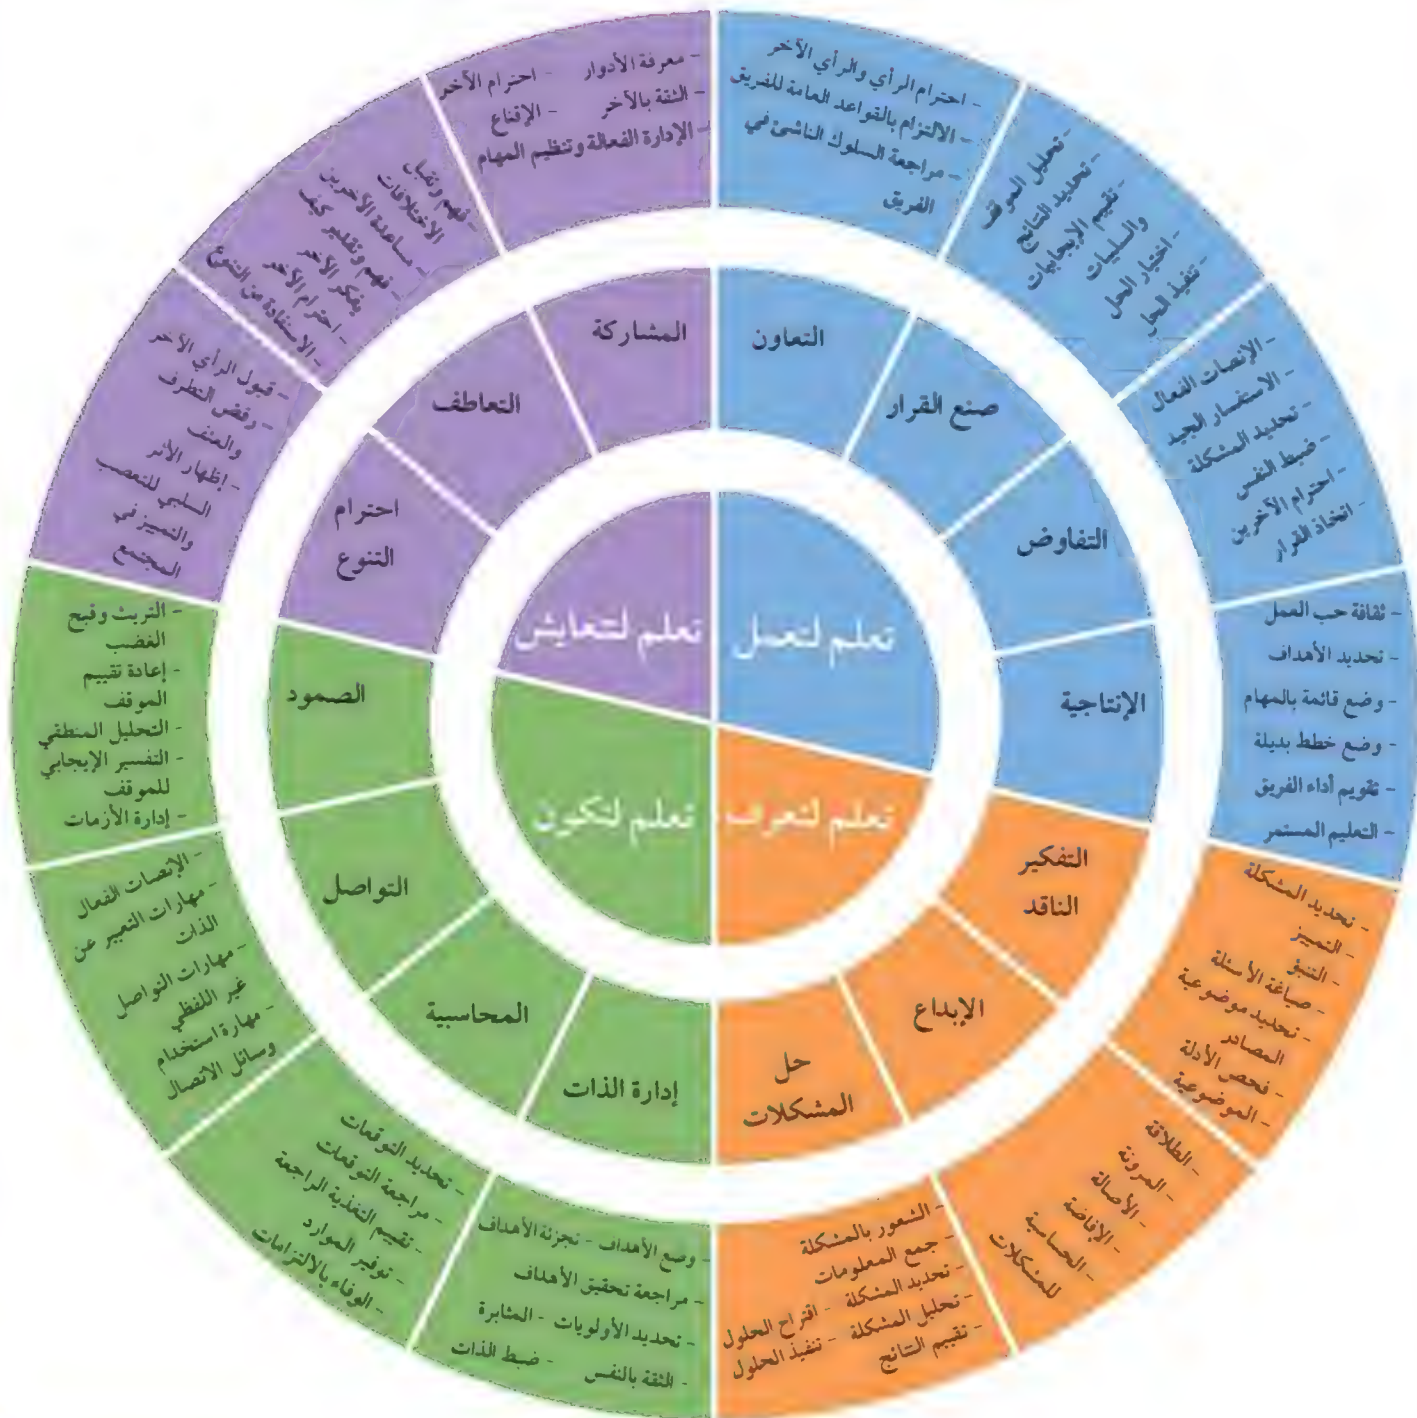 تعلم لتعمل
تعلم لتعرف
تعلم لتكون
تعلم لتتعايش
التعاون
- احترام الرأي والرأي الآخر
- الالتزام بالقواعد العامة للفريق
- مراجعة السلوك الناشئ في
الفريق
صنع القرار
- تحليل الموقف
- تحديد النتائج
- تقييم الإيجابيات
والسلبيات
- اختيار الحل
- تنفيذ الحل
التفاوض
- الإنصات الفعال
- الاستفسار الجيد
- تحديد المشكلة
- ضبط النفس
- احترام الآخرين
- اتخاذ القرار
الإنتاجية
- ثقافة حب العمل
- تحديد الأهداف
- وضع قائمة بالمهام
- وضع خطط بديلة
- تقويم أداء الفريق
- التعليم المستمر
التفكير
الناقد
- تحديد المشكلة
- التمييز
- التنبؤ
- صياغة الأسئلة
- تحديد موضوعية
المصادر
- فحص الأدلة
- الموضوعية
الإبداع
- الطلاقة
- المرونة
- الأصالة
- الإفاضة
- الحساسية
للمشكلات
حل
المشكلات
- الشعور بالمشكلة
- جمع المعلومات
- تحديد المشكلة - اقتراح الحلول
- تحليل المشكلة - تنفيذ الحلول
- تقييم النتائج
إدارة الذات
- وضع الأهداف - تجزئة الأهداف
- مراجعة تحقيق الأهداف
- تحديد الأولويات - المثابرة
- الثقة بالنفس - ضبط الذات
المحاسبية
- تحديد التوقعات
- مراجعة التوقعات
- تقييم التغذية الراجعة
- توفير الموارد
- الوفاء بالالتزامات
التواصل
- الإنصات الفعال
- مهارات التعبير عن
الذات
- مهارات التواصل
غير اللفظي
- مهارة استخدام
وسائل الاتصال
الصمود
- التريث وقبح
الغضب
- إعادة تقييم
الموقف
- التحليل المنطقي
- التفسير الإيجابي
للموقف
- إدارة الأزمات
احترام
التنوع
- قبول الرأي الآخر
- رفض التطرف
والعنف
- إظهار الأثر
السلبي للتعصب
والتمييز في
المجتمع
التعاطف
- فهم وتقبل
الاختلافات
- مساعدة الآخرين
- فهم وتقدير كيف
يفكر الآخر
- احترام الآخر
- الاستفادة من التنوع
المشاركة
- معرفة الأدوار - احترام الآخر
- الثقة بالآخر - الإقناع
- الإدارة الفعالة وتنظيم المهام